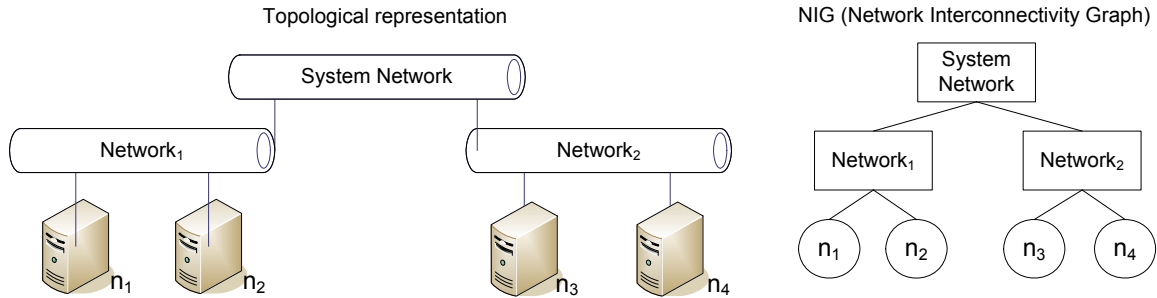 Topological representation
System Network
Network₁
Network₂
n₁
n₂
n₃
n₄
NIG (Network Interconnectivity Graph)
System
Network
Network₁
Network₂
n₁
n₂
n₃
n₄